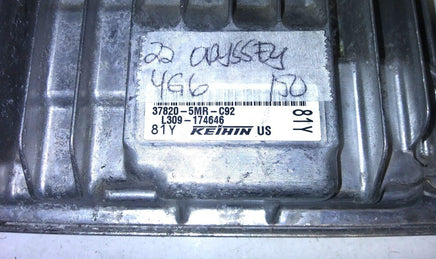 22 ODYSSEY
4G6 150
37820-5MR-C92
L309-174646
81Y KEIHIN US
81Y